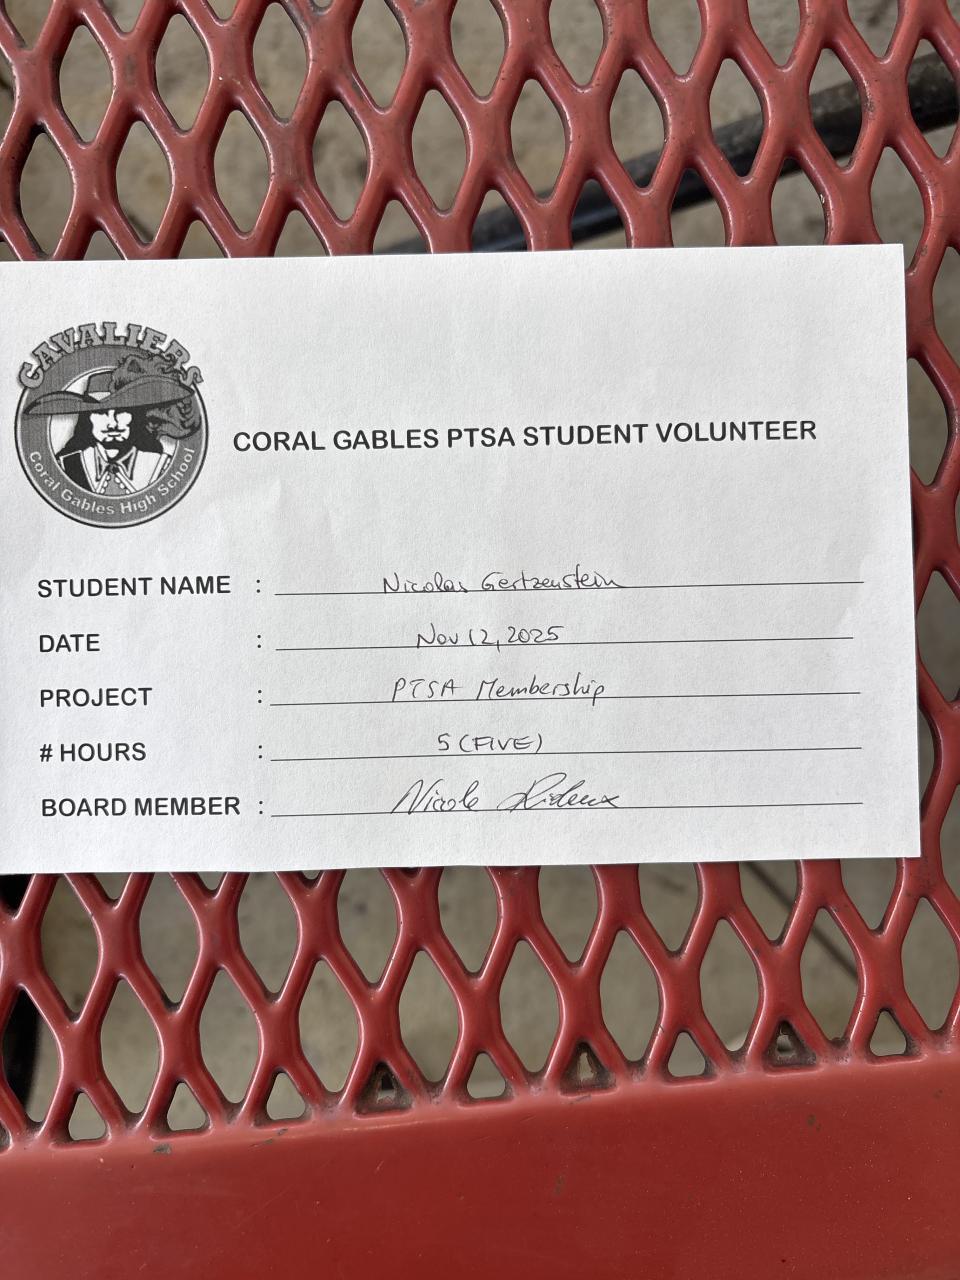 CAVALIERS
Coral Gables High School
CORAL GABLES PTSA STUDENT VOLUNTEER
STUDENT NAME : Nicolas Gertzenstein
DATE : Nov 12, 2025
PROJECT : PTSA Membership
# HOURS : 5 (FIVE)
BOARD MEMBER : Nicole